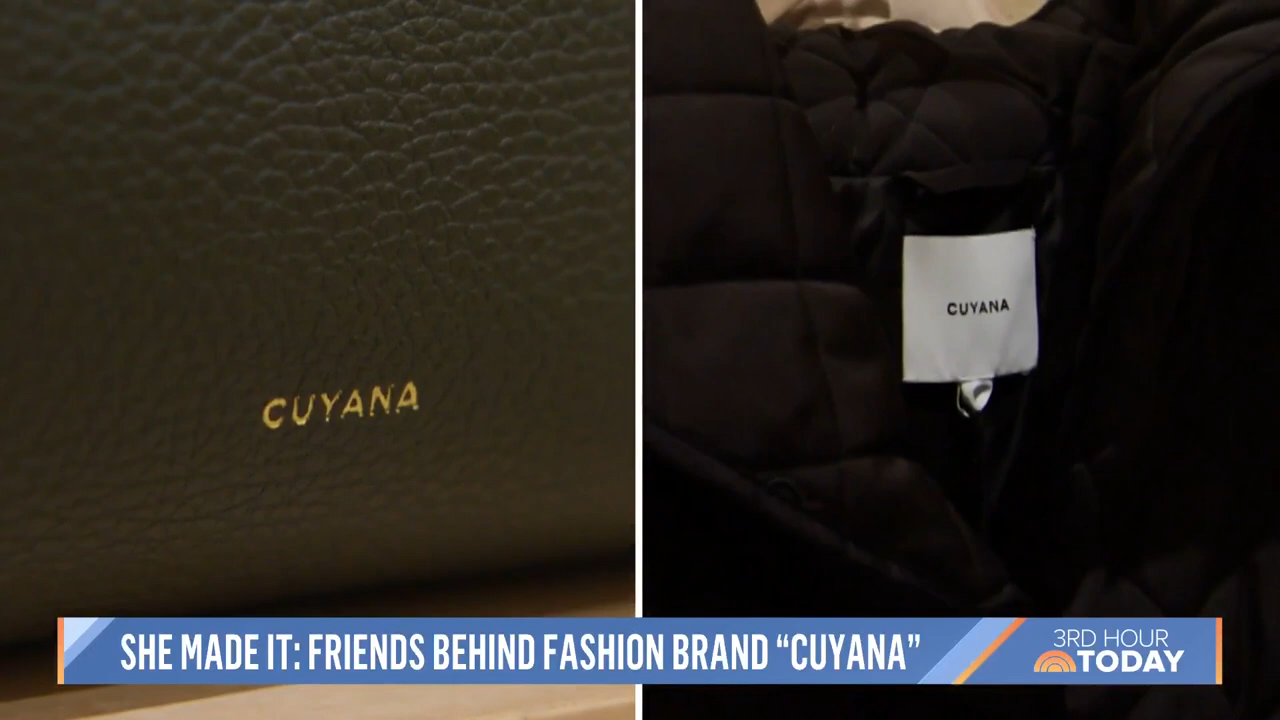 CUYANA
CUYANA
SHE MADE IT: FRIENDS BEHIND FASHION BRAND “CUYANA”
3RD HOUR
TODAY